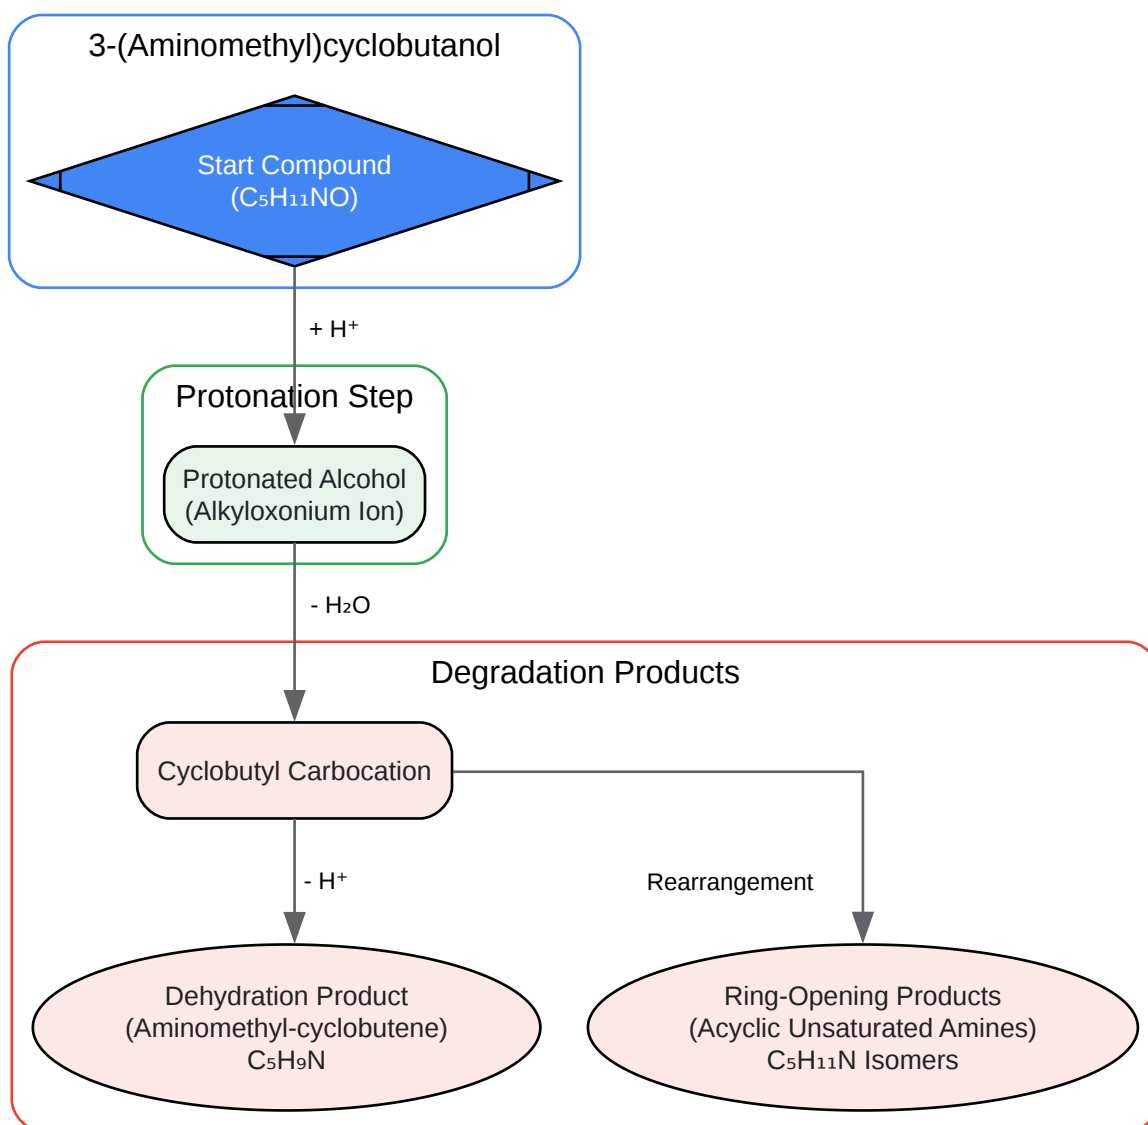 3-(Aminomethyl)cyclobutanol
Start Compound
(C₅H₁₁NO)
+ H⁺
Protonation Step
Protonated Alcohol
(Alkyloxonium Ion)
- H₂O
Degradation Products
Cyclobutyl Carbocation
- H⁺
Rearrangement
Dehydration Product
(Aminomethyl-cyclobutene)
C₅H₉N
Ring-Opening Products
(Acyclic Unsaturated Amines)
C₅H₁₁N Isomers